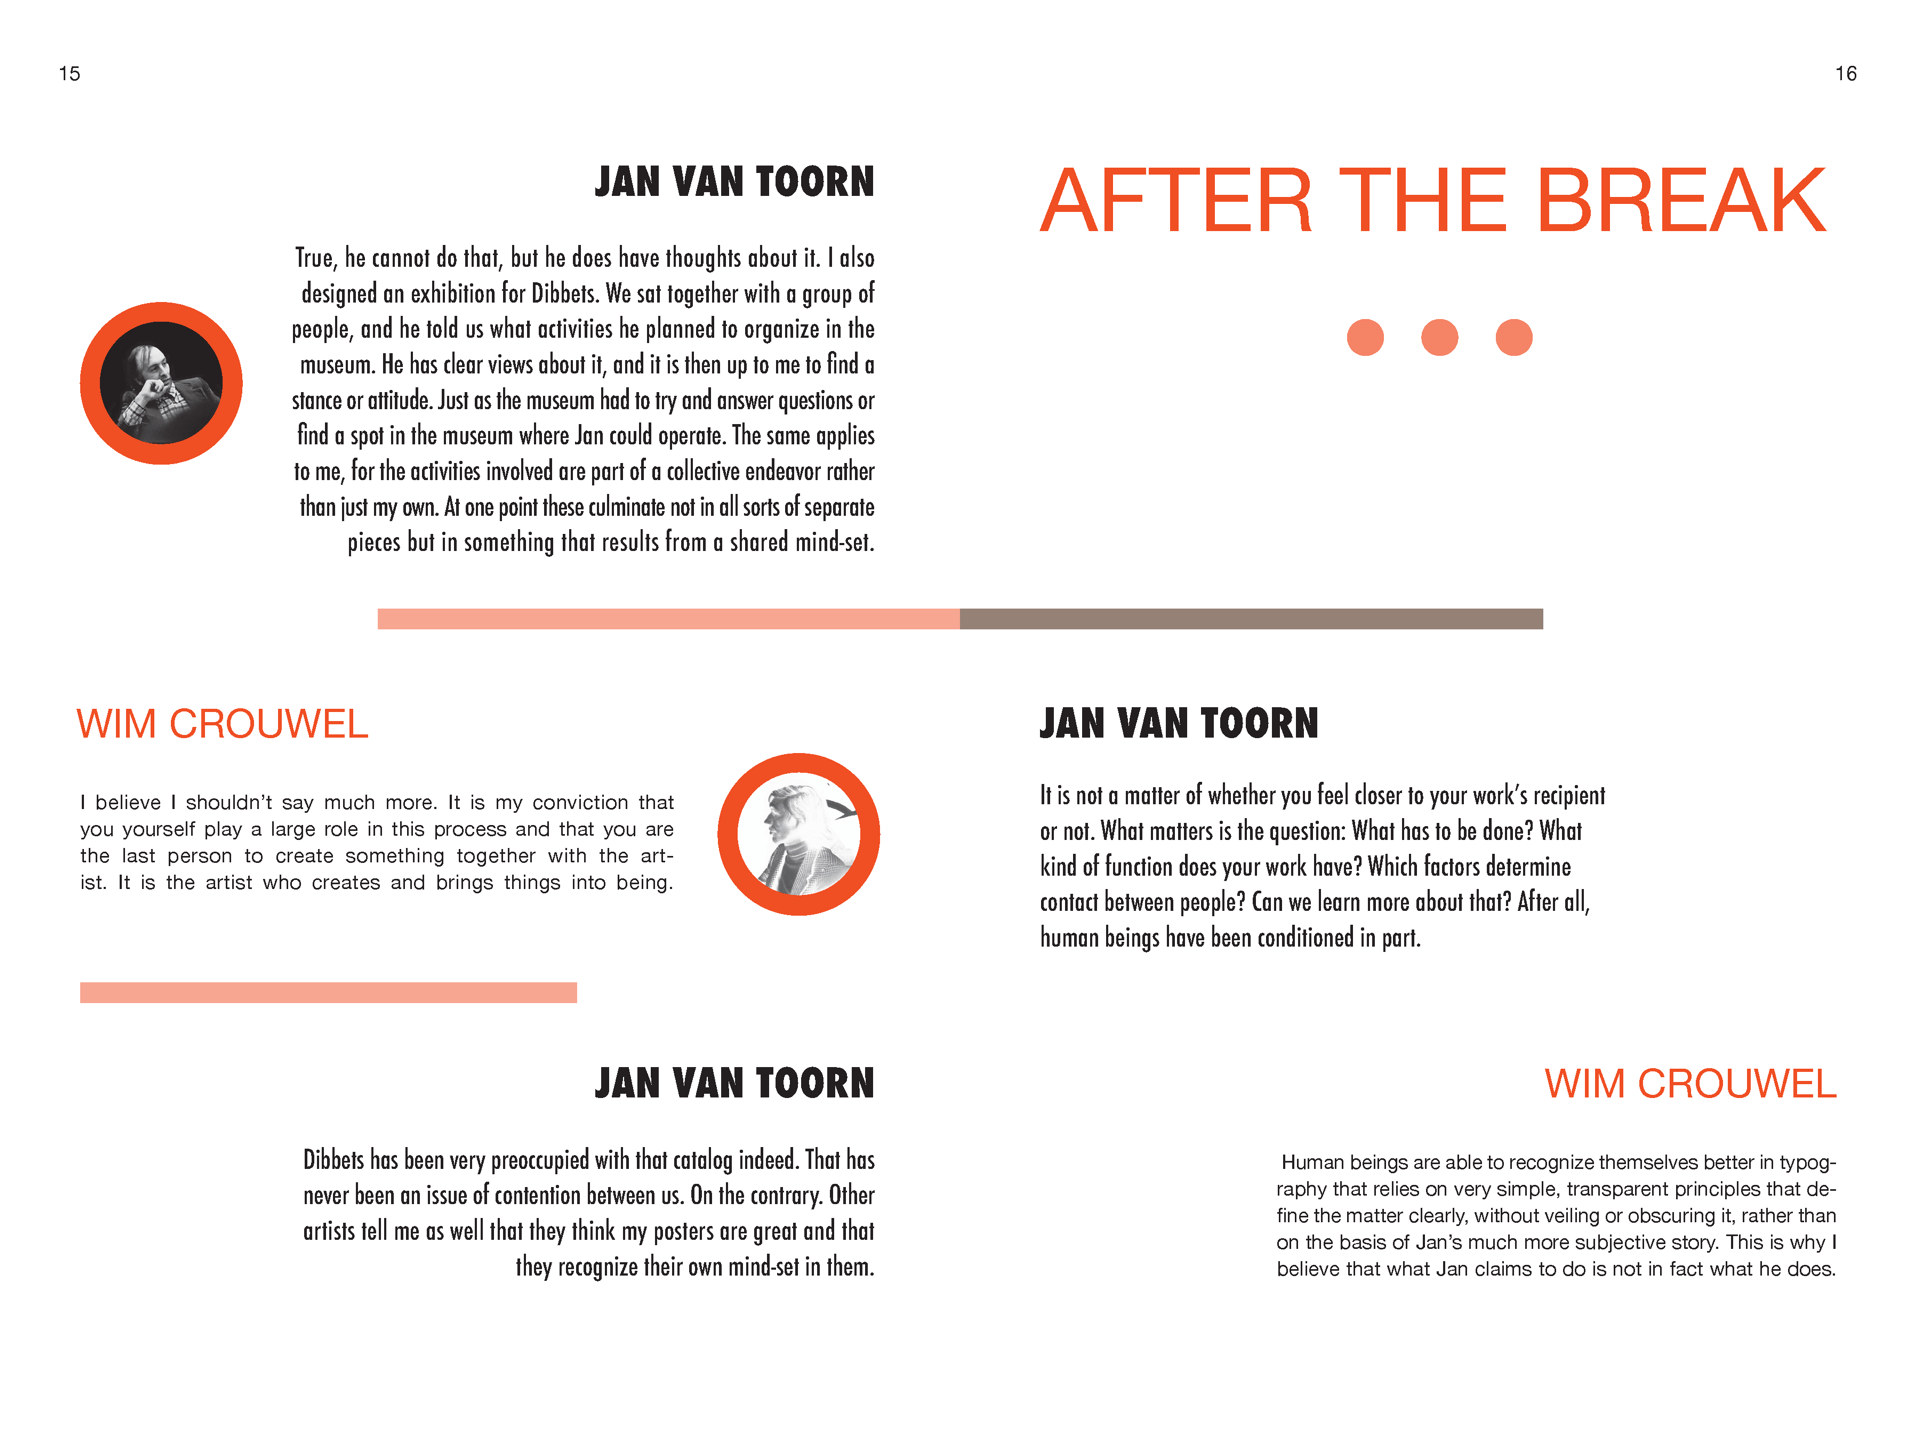 15
JAN VAN TOORN
True, he cannot do that, but he does have thoughts about it. I also
designed an exhibition for Dibbets. We sat together with a group of
people, and he told us what activities he planned to organize in the
museum. He has clear views about it, and it is then up to me to find a
stance or attitude. Just as the museum had to try and answer questions or
find a spot in the museum where Jan could operate. The same applies
to me, for the activities involved are part of a collective endeavor rather
than just my own. At one point these culminate not in all sorts of separate
pieces but in something that results from a shared mind-set.
WIM CROUWEL
I believe I shouldn’t say much more. It is my conviction that
you yourself play a large role in this process and that you are
the last person to create something together with the art-
ist. It is the artist who creates and brings things into being.
JAN VAN TOORN
Dibbets has been very preoccupied with that catalog indeed. That has
never been an issue of contention between us. On the contrary. Other
artists tell me as well that they think my posters are great and that
they recognize their own mind-set in them.
16
AFTER THE BREAK
JAN VAN TOORN
It is not a matter of whether you feel closer to your work’s recipient
or not. What matters is the question: What has to be done? What
kind of function does your work have? Which factors determine
contact between people? Can we learn more about that? After all,
human beings have been conditioned in part.
WIM CROUWEL
Human beings are able to recognize themselves better in typog-
raphy that relies on very simple, transparent principles that de-
fine the matter clearly, without veiling or obscuring it, rather than
on the basis of Jan’s much more subjective story. This is why I
believe that what Jan claims to do is not in fact what he does.